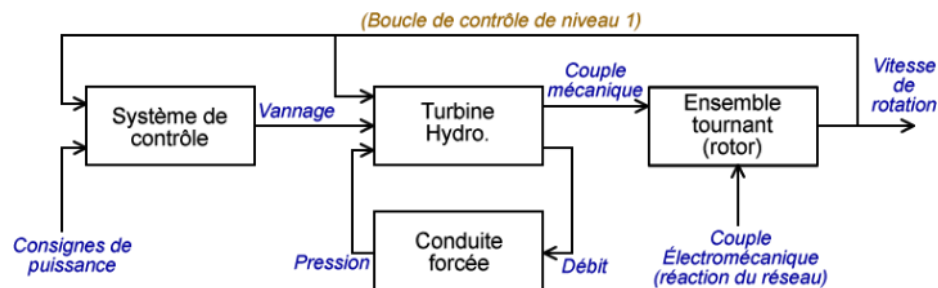 (Boucle de contrôle de niveau 1)
Système de
contrôle
Vannage
Turbine
Hydro.
Couple
mécanique
Ensemble
tournant
(rotor)
Vitesse
de
rotation
Consignes de
puissance
Pression
Conduite
forcée
Débit
Couple
Électromécanique
(réaction du réseau)